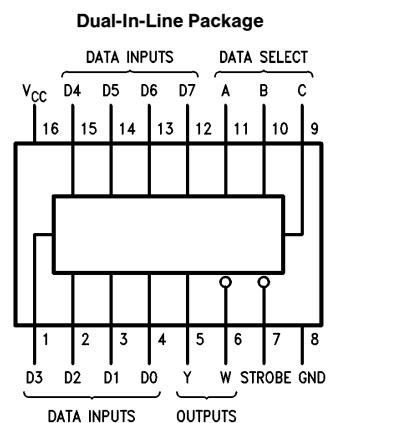 Dual-In-Line Package
DATA INPUTS DATA SELECT
VCC D4 D5 D6 D7 A B C
16 15 14 13 12 11 10 9
1 2 3 4 5 6 7 8
D3 D2 D1 D0 Y W STROBE GND
DATA INPUTS OUTPUTS